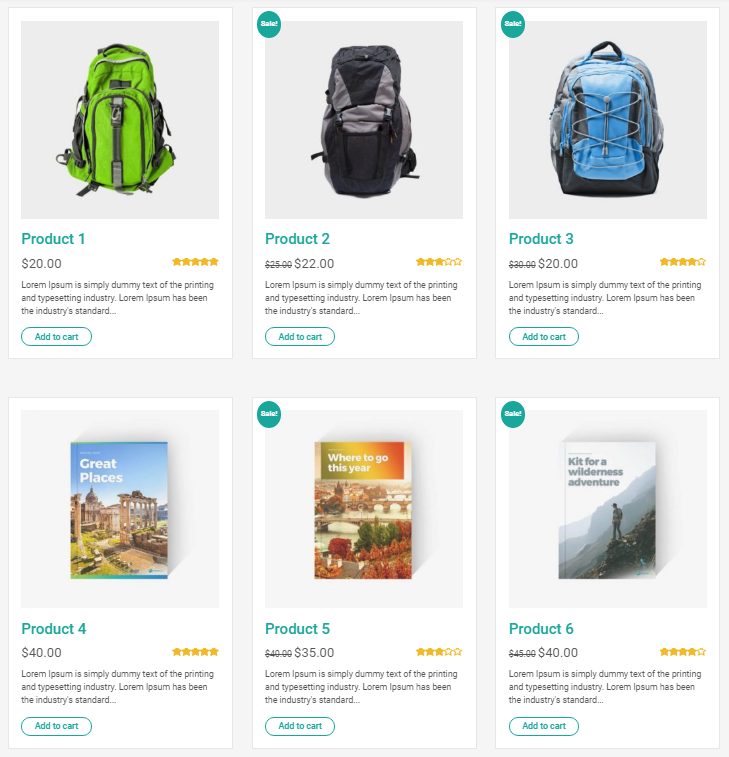 Sale!
Sale!
Product 1
Product 2
Product 3
$20.00
$25.00 $22.00
$30.00 $20.00
Lorem Ipsum is simply dummy text of the printing
and typesetting industry. Lorem Ipsum has been
the industry's standard...
Lorem Ipsum is simply dummy text of the printing
and typesetting industry. Lorem Ipsum has been
the industry's standard...
Lorem Ipsum is simply dummy text of the printing
and typesetting industry. Lorem Ipsum has been
the industry's standard...
Add to cart
Add to cart
Add to cart
Sale!
Sale!
Great
Places
Where to go
this year
Kit for a
wilderness
adventure
Product 4
Product 5
Product 6
$40.00
$40.00 $35.00
$45.00 $40.00
Lorem Ipsum is simply dummy text of the printing
and typesetting industry. Lorem Ipsum has been
the industry's standard...
Lorem Ipsum is simply dummy text of the printing
and typesetting industry. Lorem Ipsum has been
the industry's standard...
Lorem Ipsum is simply dummy text of the printing
and typesetting industry. Lorem Ipsum has been
the industry's standard...
Add to cart
Add to cart
Add to cart